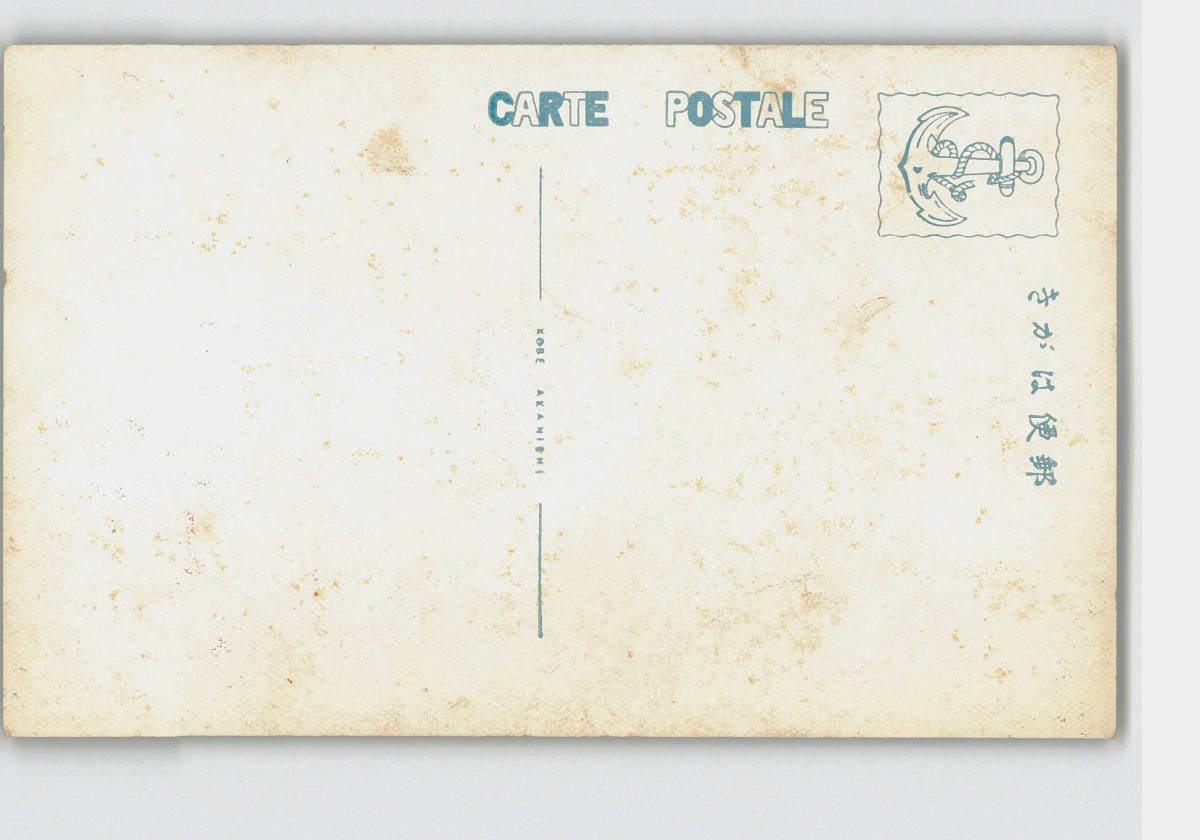 CARTE POSTALE
KOBE AKANISHI
きがは便郵